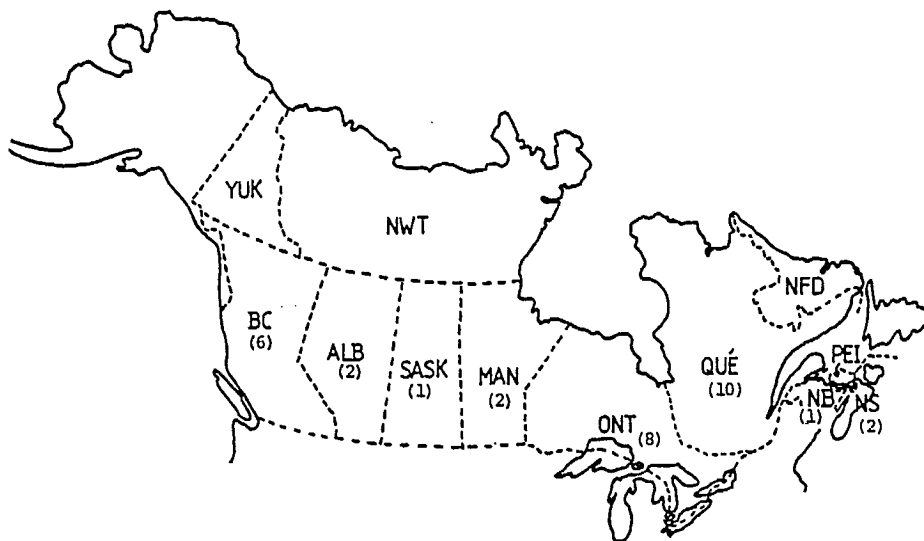 YUK
NWT
NFD
BC
(6)
ALB
(2)
SASK
(1)
MAN
(2)
ONT (8)
QUÉ
(10)
PEI
NB
(1)
NS
(2)